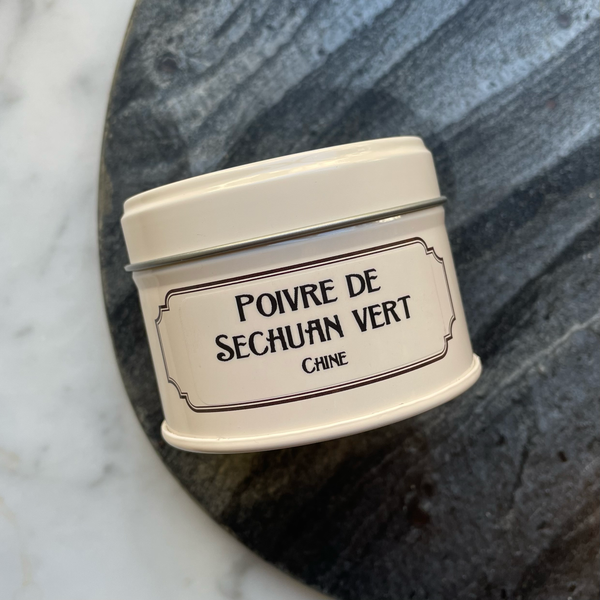 POIVRE DE
SECHUAN VERT
CHINE